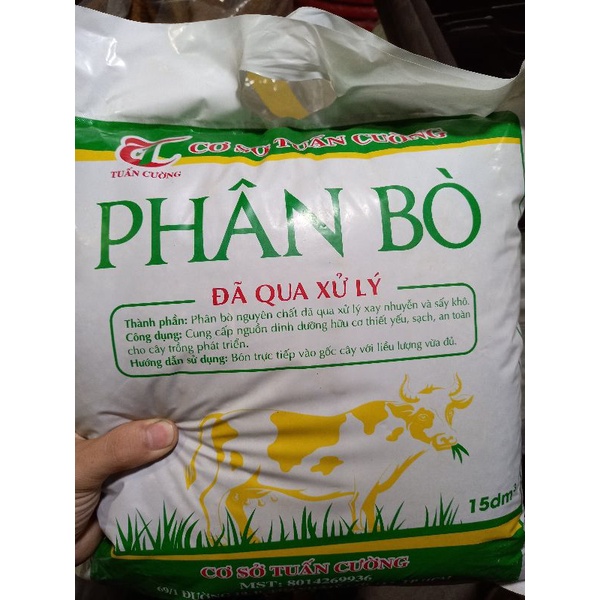 CƠ SỞ TUẤN CƯỜNG
TUẤN CƯỜNG
PHÂN BÒ
ĐÃ QUA XỬ LÝ
Thành phần: Phân bò nguyên chất đã qua xử lý xay nhuyễn và sấy khô.
Công dụng: Cung cấp nguồn dinh dưỡng hữu cơ thiết yếu, sạch, an toàn
cho cây trồng phát triển.
Hướng dẫn sử dụng: Bón trực tiếp vào gốc cây với liều lượng vừa đủ.
15dm³
CƠ SỞ TUẤN CƯỜNG
MST: 8014269936
69/1 ĐƯỜNG